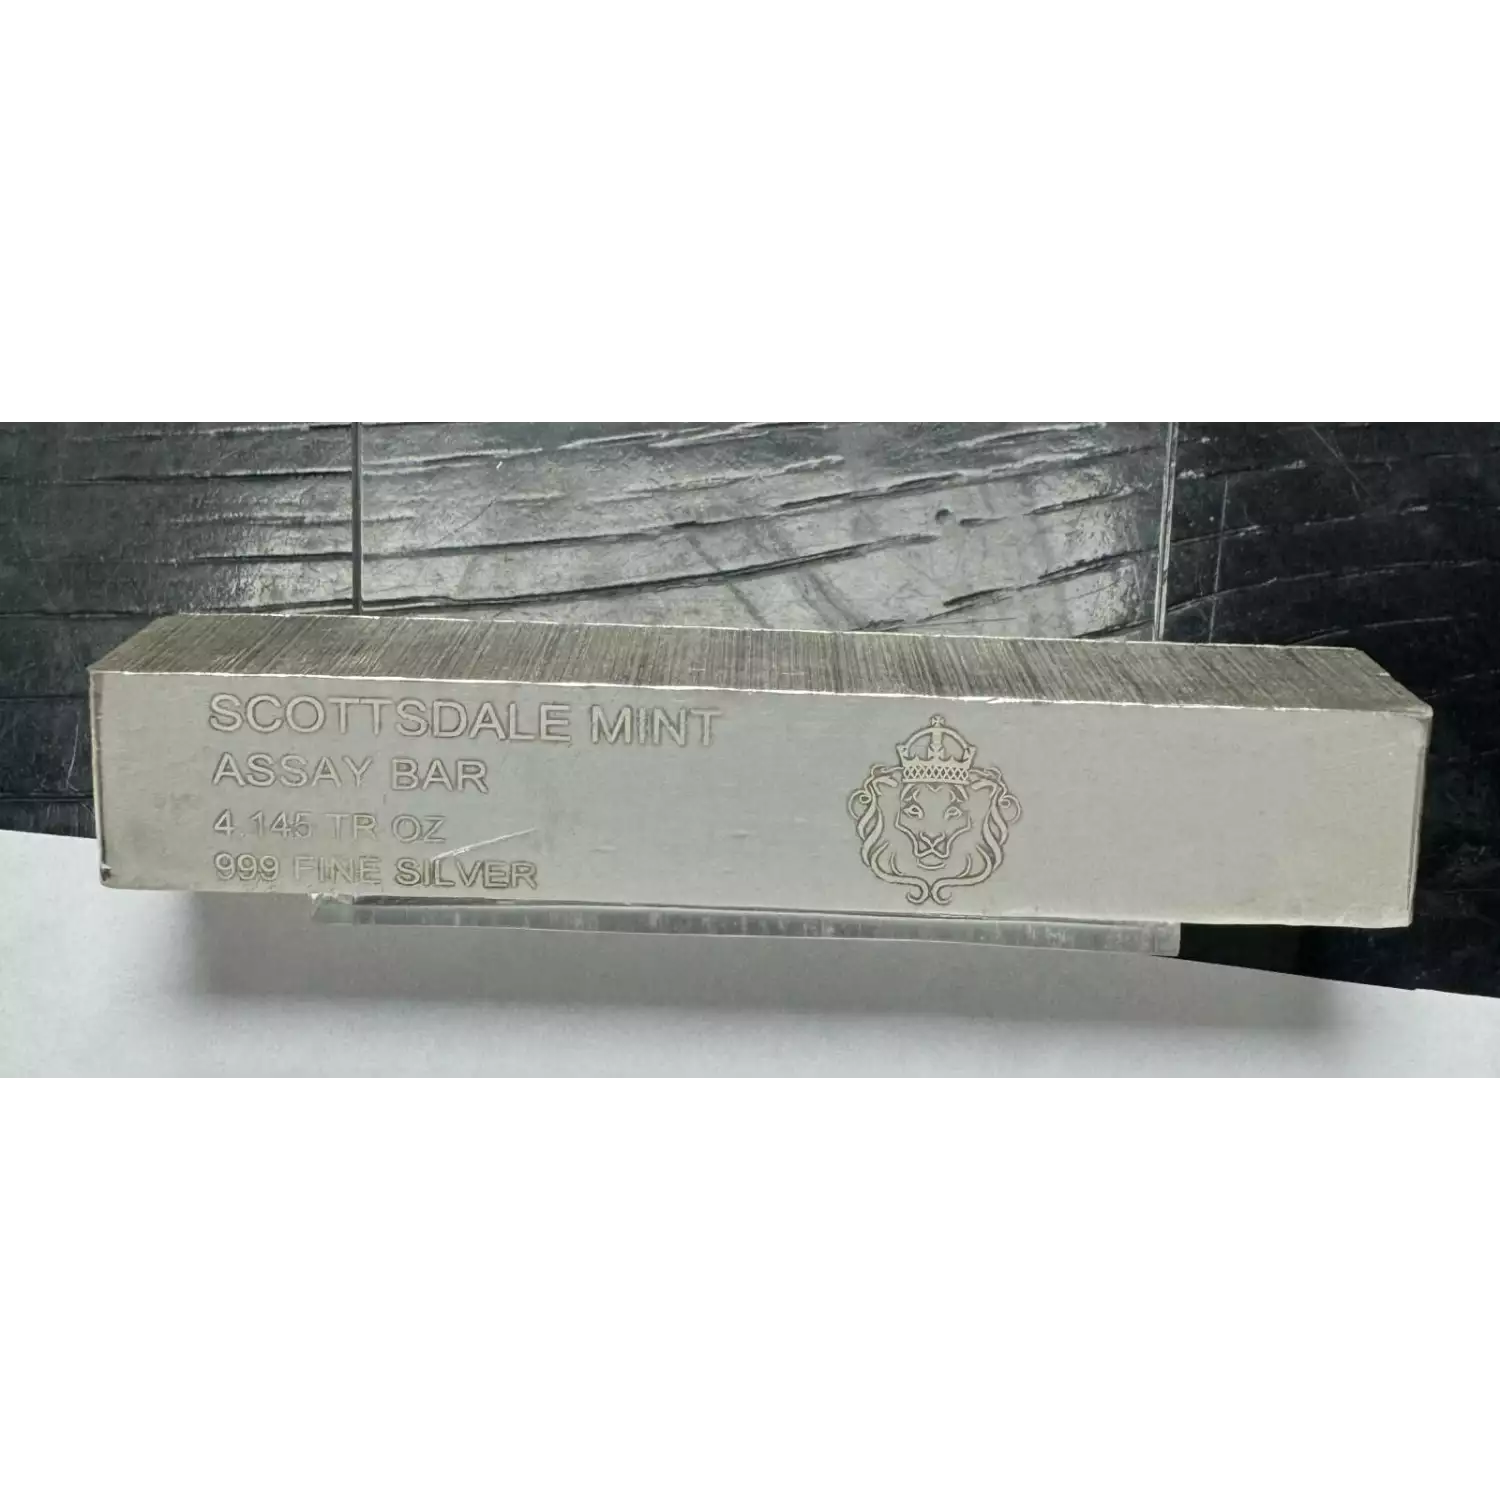 SCOTTSDALE MINT
ASSAY BAR
4.145 TR OZ
999 FINE SILVER